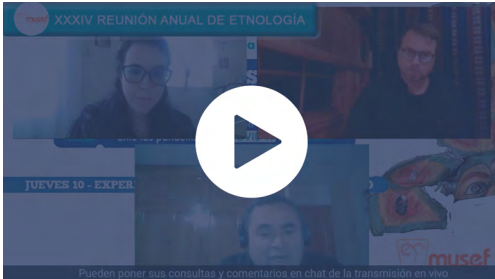 musef XXXIV REUNIÓN ANUAL DE ETNOLOGÍA
JUEVES 10 - EXPER
musef
Pueden poner sus consultas y comentarios en chat de la transmisión en vivo